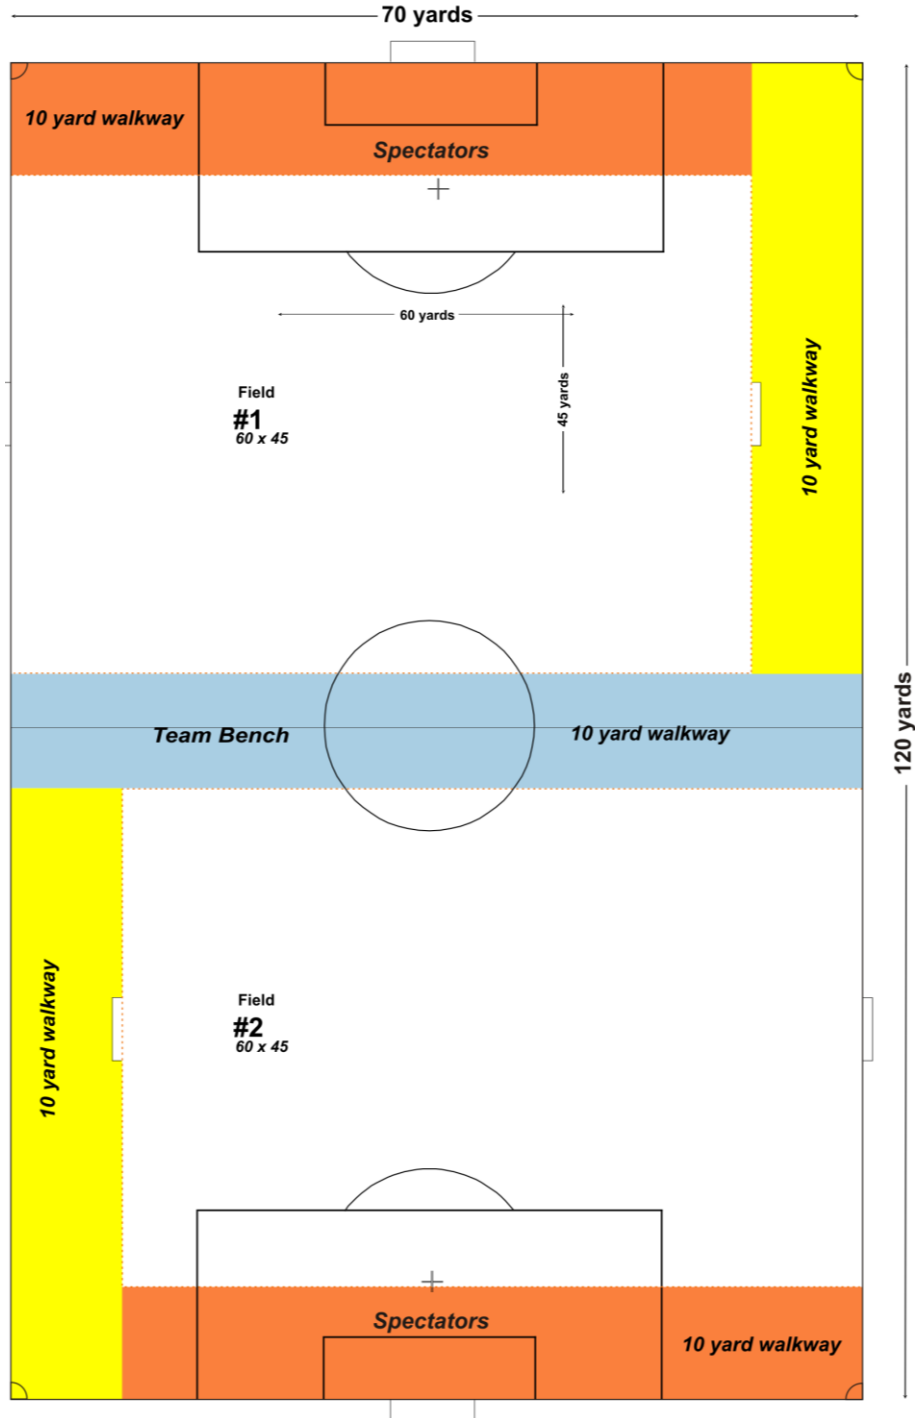 70 yards
10 yard walkway
Spectators
60 yards
45 yards
10 yard walkway
Field
#1
60 x 45
120 yards
Team Bench
10 yard walkway
10 yard walkway
Field
#2
60 x 45
Spectators
10 yard walkway